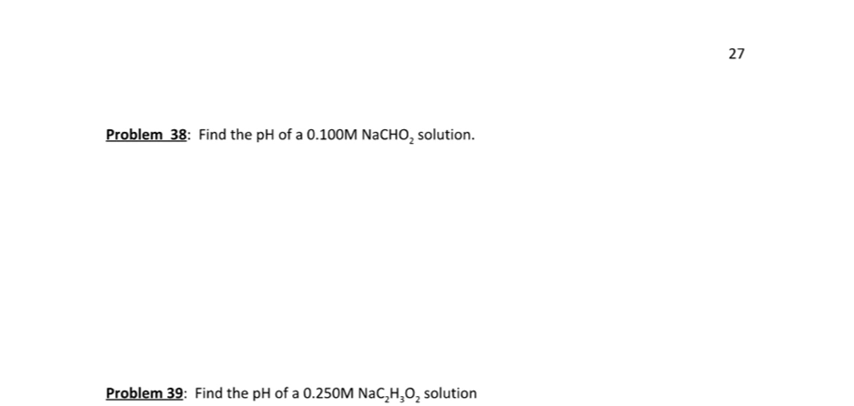 27
Problem 38: Find the pH of a 0.100M NaCHO₂ solution.
Problem 39: Find the pH of a 0.250M NaC₂H₃O₂ solution